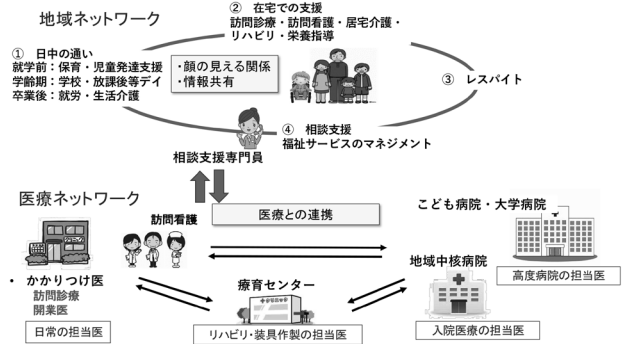 地域ネットワーク
② 在宅での支援
訪問診療・訪問看護・居宅介護・
リハビリ・栄養指導
① 日中の通い
就学前：保育・児童発達支援
学齢期：学校・放課後等デイ
卒業後：就労・生活介護
・顔の見える関係
・情報共有
③ レスパイト
④ 相談支援
福祉サービスのマネジメント
相談支援専門員
医療ネットワーク
訪問看護
医療との連携
こども病院・大学病院
高度病院の担当医
地域中核病院
入院医療の担当医
・ かかりつけ医
訪問診療
開業医
日常の担当医
療育センター
リハビリ・装具作製の担当医